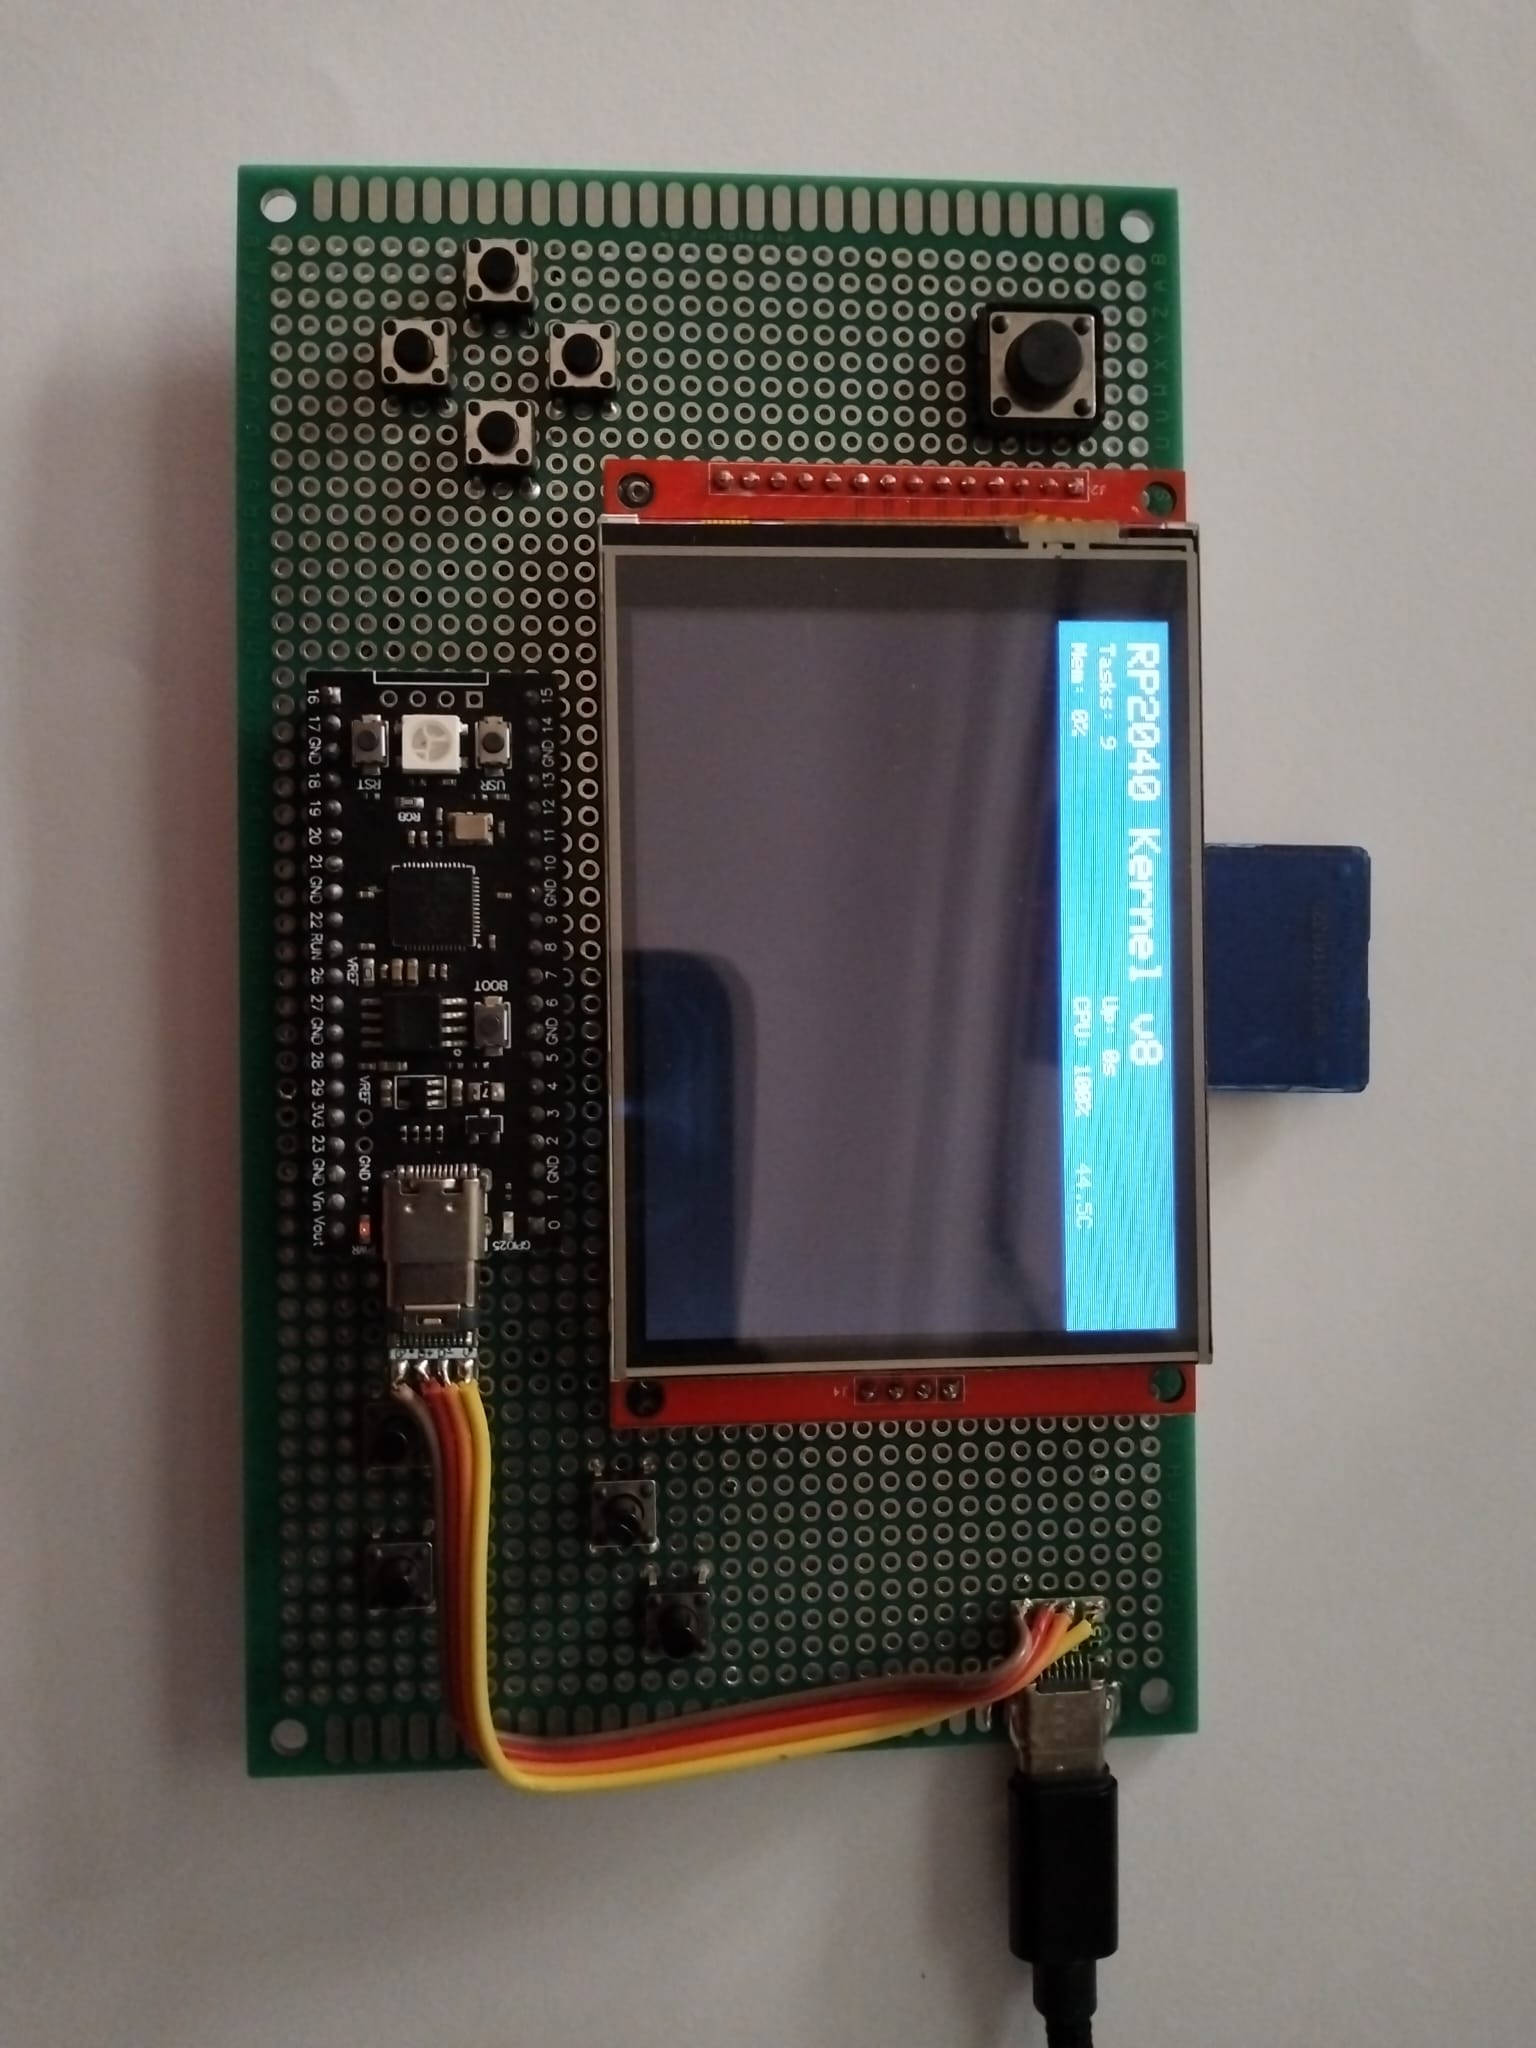 RP2040 Kernel v8
Tasks: 9 Up: 0s
Mem: 0% CPU: 100% 44.5C
J2
J4
15
14
GND
13
12
11
10
GND
9
8
7
6
GND
5
4
3
2
GND
1
0
16
17
GND
18
19
20
21
GND
22
RUN
26
27
GND
28
29
3V3
23
GND
Vin
Vout
USR
RST
RGB
VREF
BOOT
VREF
GND
PWR
GPIO25
B
A
Z
Y
X
W